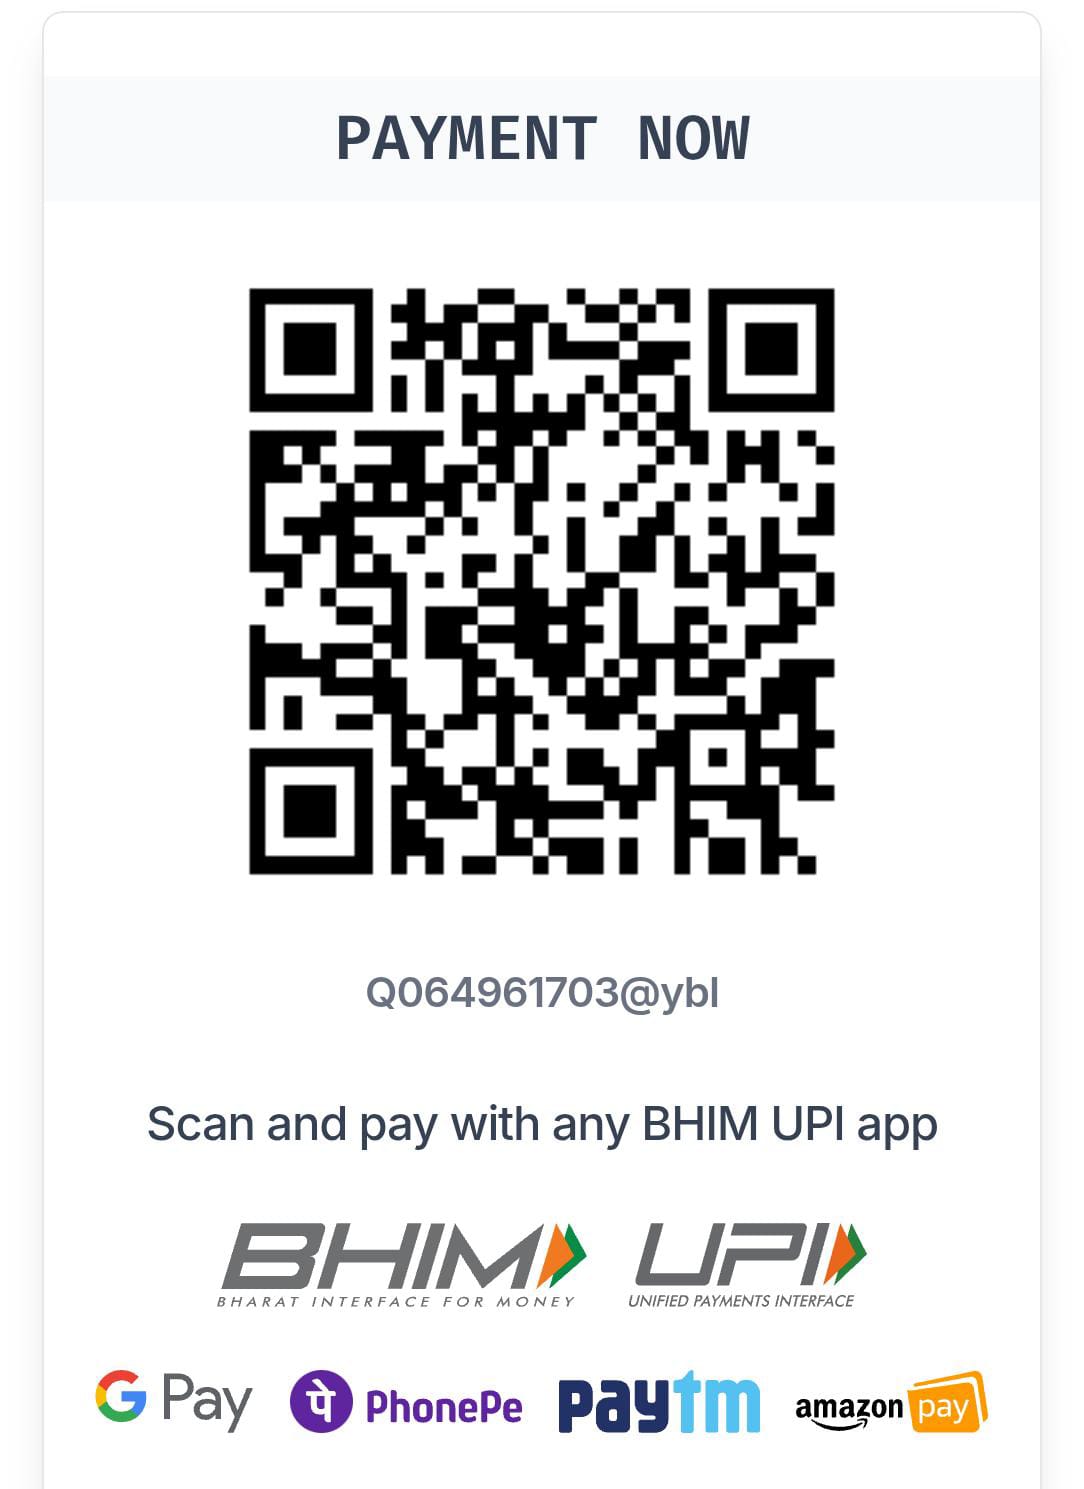 PAYMENT NOW
Q064961703@ybl
Scan and pay with any BHIM UPI app
BHIM UPI
BHARAT INTERFACE FOR MONEY UNIFIED PAYMENTS INTERFACE
G Pay पे PhonePe paytm amazon pay